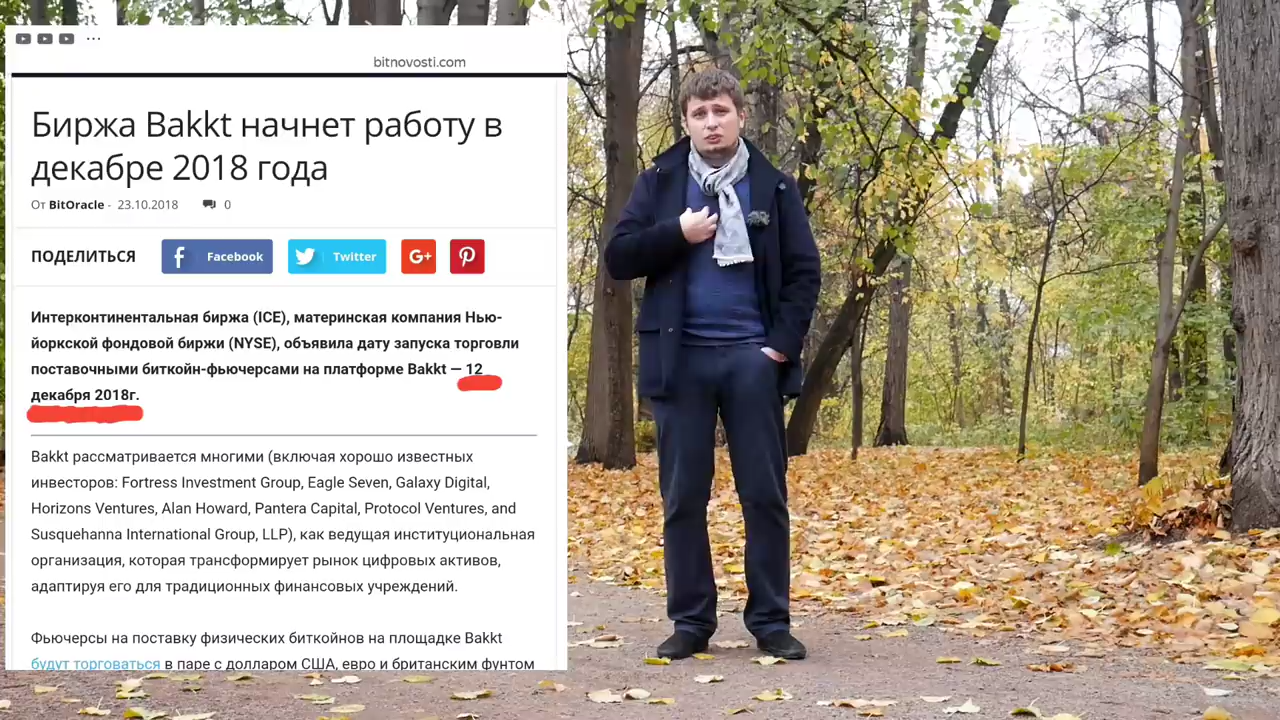 bitnovosti.com
Биржа Bakkt начнет работу в
декабре 2018 года
От BitOracle - 23.10.2018 0
ПОДЕЛИТЬСЯ Facebook Twitter G+
Интерконтинентальная биржа (ICE), материнская компания Нью-
йоркской фондовой биржи (NYSE), объявила дату запуска торговли
поставочными биткойн-фьючерсами на платформе Bakkt — 12
декабря 2018г.
Bakkt рассматривается многими (включая хорошо известных
инвесторов: Fortress Investment Group, Eagle Seven, Galaxy Digital,
Horizons Ventures, Alan Howard, Pantera Capital, Protocol Ventures, and
Susquehanna International Group, LLP), как ведущая институциональная
организация, которая трансформирует рынок цифровых активов,
адаптируя его для традиционных финансовых учреждений.
Фьючерсы на поставку физических биткойнов на площадке Bakkt
будут торговаться в паре с долларом США, евро и британским фунтом